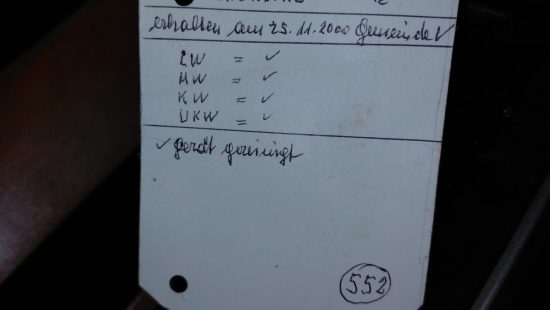 erhalten am 25.11.2000 Gemeinde V
LW = ✓
MW = ✓
KW = ✓
UKW = ✓
✓ gerät gereinigt
552